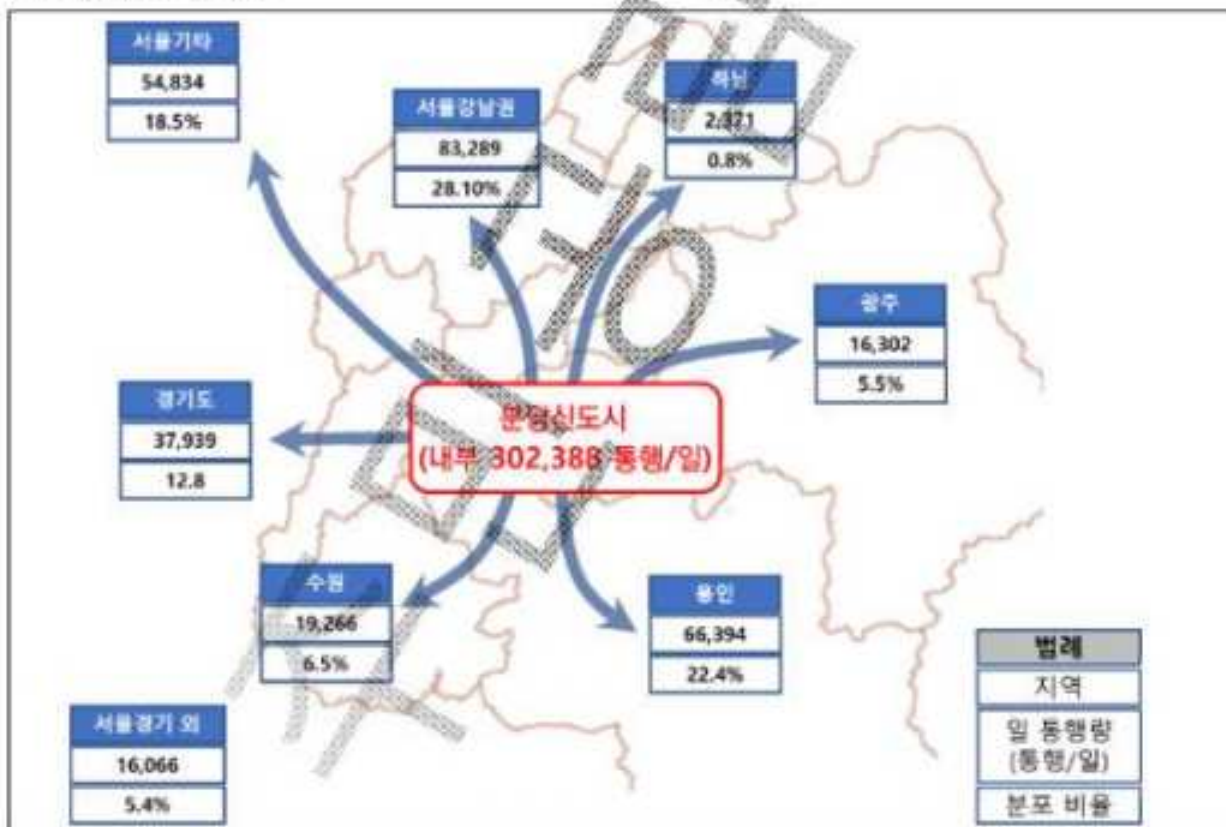 서울기타
54,834
18.5%
서울강남권
83,289
28.10%
하남
2,371
0.8%
광주
16,302
5.5%
경기도
37,939
12.8
분당신도시
(내부 302,388 통행/일)
수원
19,266
6.5%
용인
66,394
22.4%
서울경기 외
16,066
5.4%
범례
지역
일 통행량
(통행/일)
분포 비율